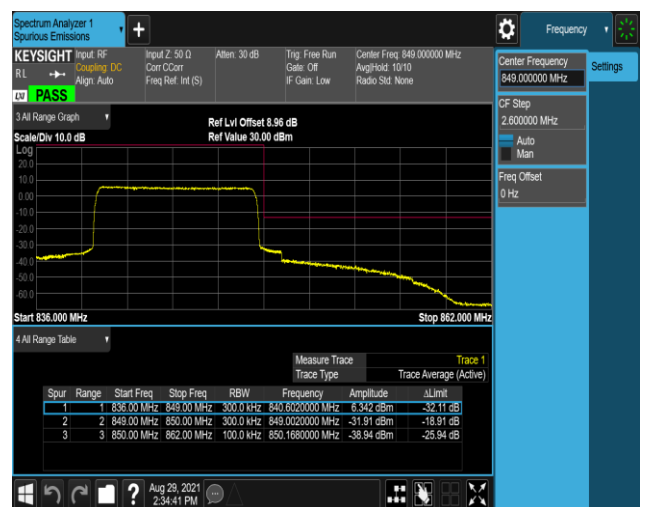 Spectrum Analyzer 1
Spurious Emissions
Frequency
KEYSIGHT
RL
LXI PASS
Input: RF
Coupling: DC
Align: Auto
Input Z: 50 Ω
Corr CCorr
Freq Ref: Int (S)
Atten: 30 dB
Trig: Free Run
Gate: Off
IF Gain: Low
Center Freq: 849.000000 MHz
Avg|Hold: 10/10
Radio Std: None
Center Frequency
849.000000 MHz
Settings
CF Step
2.600000 MHz
Auto
Man
Freq Offset
0 Hz
3 All Range Graph
Scale/Div 10.0 dB
Ref Lvl Offset 8.96 dB
Ref Value 30.00 dBm
Log
20.0
10.0
0.00
-10.0
-20.0
-30.0
-40.0
-50.0
-60.0
Start 836.000 MHz
Stop 862.000 MHz
4 All Range Table
Measure Trace Trace 1
Trace Type Trace Average (Active)
Spur Range Start Freq Stop Freq RBW Frequency Amplitude ΔLimit
1 1 836.00 MHz 849.00 MHz 300.0 kHz 840.6020000 MHz 6.342 dBm -32.11 dB
2 2 849.00 MHz 850.00 MHz 300.0 kHz 849.0020000 MHz -31.91 dBm -18.91 dB
3 3 850.00 MHz 862.00 MHz 100.0 kHz 850.1680000 MHz -38.94 dBm -25.94 dB
?
Aug 29, 2021
2:34:41 PM